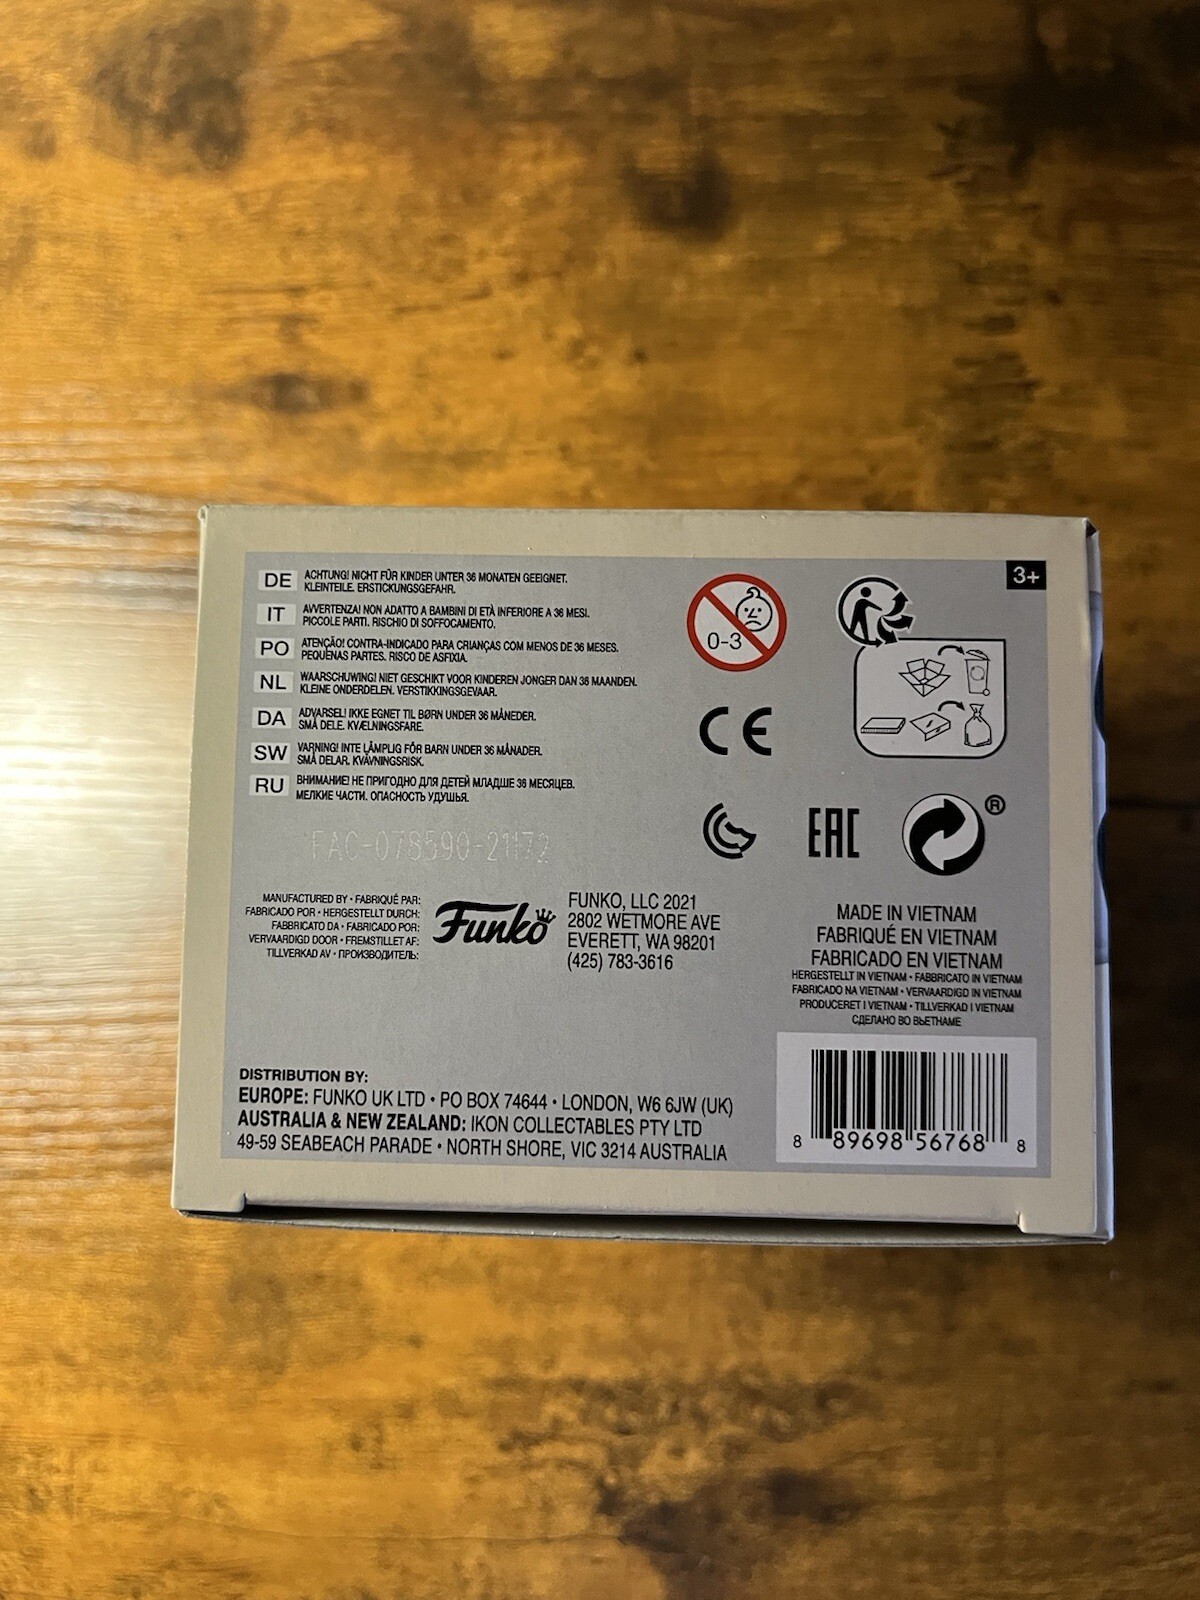 3+
DE ACHTUNG! NICHT FÜR KINDER UNTER 36 MONATEN GEEIGNET.
KLEINTEILE. ERSTICKUNGSGEFAHR.
IT AVVERTENZA! NON ADATTO A BAMBINI DI ETÀ INFERIORE A 36 MESI.
PICCOLE PARTI. RISCHIO DI SOFFOCAMENTO.
PO ATENÇÃO! CONTRA-INDICADO PARA CRIANÇAS COM MENOS DE 36 MESES.
PEQUENAS PARTES. RISCO DE ASFIXIA.
NL WAARSCHUWING! NIET GESCHIKT VOOR KINDEREN JONGER DAN 36 MAANDEN.
KLEINE ONDERDELEN. VERSTIKKINGSGEVAAR.
DA ADVARSEL! IKKE EGNET TIL BØRN UNDER 36 MÅNEDER.
SMÅ DELE. KVÆLNINGSFARE.
SW VARNING! INTE LÄMPLIG FÖR BARN UNDER 36 MÅNADER.
SMÅ DELAR. KVÄVNINGSRISK.
RU ВНИМАНИЕ! НЕ ПРИГОДНО ДЛЯ ДЕТЕЙ МЛАДШЕ 36 МЕСЯЦЕВ.
МЕЛКИЕ ЧАСТИ. ОПАСНОСТЬ УДУШЬЯ.
0-3
CE
EAC
®
FAC-078590-21172
MANUFACTURED BY • FABRIQUÉ PAR:
FABRICADO POR • HERGESTELLT DURCH:
FABBRICATO DA • FABRICADO POR:
VERVAARDIGD DOOR • FREMSTILLET AF:
TILLVERKAD AV • ПРОИЗВОДИТЕЛЬ:
Funko
FUNKO, LLC 2021
2802 WETMORE AVE
EVERETT, WA 98201
(425) 783-3616
MADE IN VIETNAM
FABRIQUÉ EN VIETNAM
FABRICADO EN VIETNAM
HERGESTELLT IN VIETNAM • FABBRICATO IN VIETNAM
FABRICADO NA VIETNAM • VERVAARDIGD IN VIETNAM
PRODUCERET I VIETNAM • TILLVERKAD I VIETNAM
СДЕЛАНО ВО ВЬЕТНАМЕ
DISTRIBUTION BY:
EUROPE: FUNKO UK LTD • PO BOX 74644 • LONDON, W6 6JW (UK)
AUSTRALIA & NEW ZEALAND: IKON COLLECTABLES PTY LTD
49-59 SEABEACH PARADE • NORTH SHORE, VIC 3214 AUSTRALIA
8 89698 56768 8